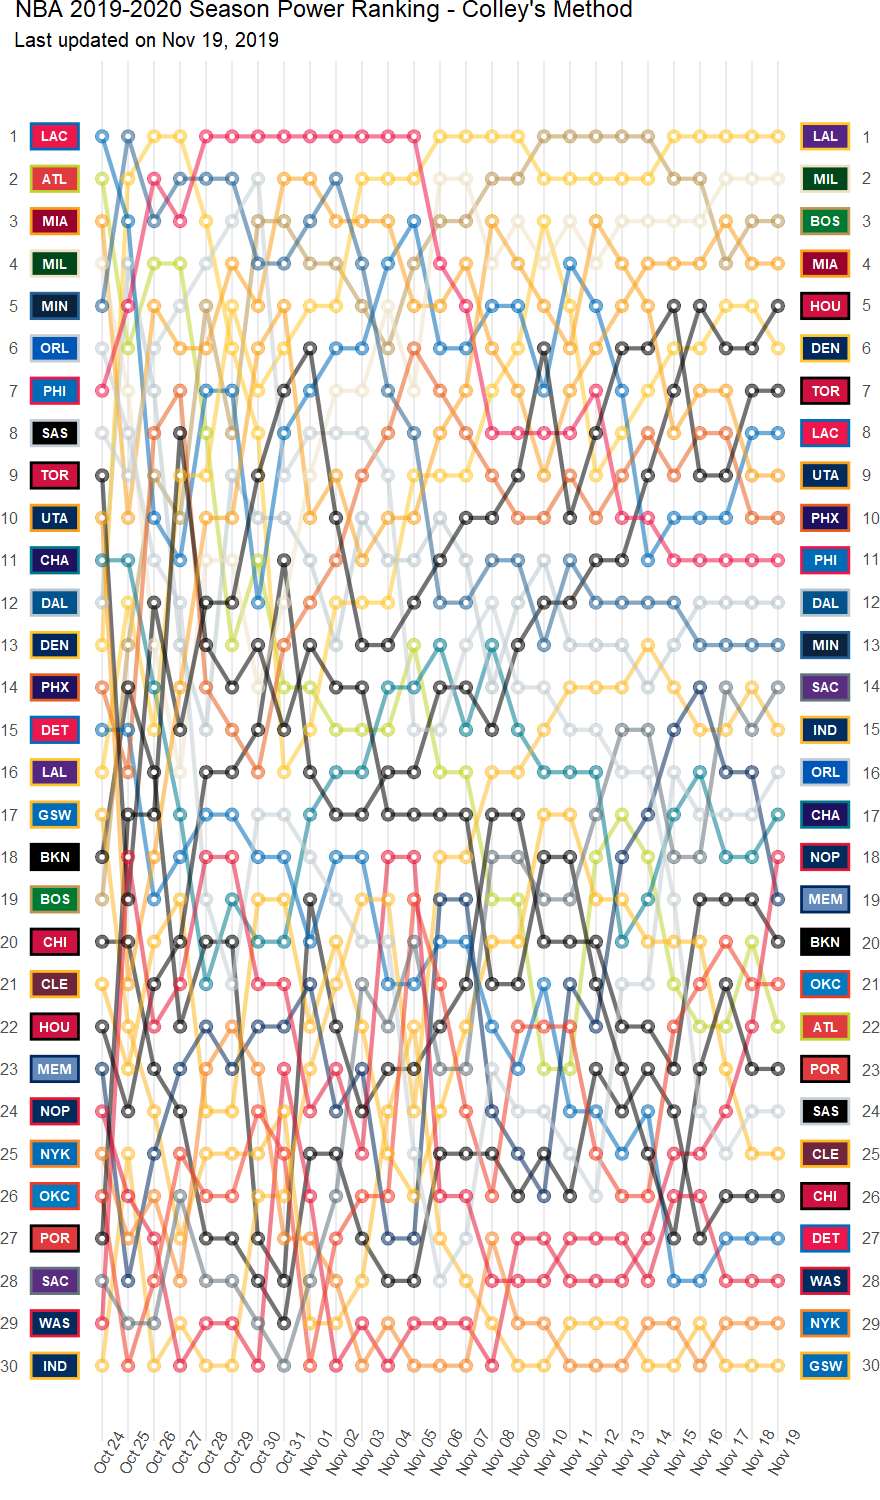 NBA 2019-2020 Season Power Ranking - Colley's Method
Last updated on Nov 19, 2019
1 LAC LAL 1
2 ATL MIL 2
3 MIA BOS 3
4 MIL MIA 4
5 MIN HOU 5
6 ORL DEN 6
7 PHI TOR 7
8 SAS LAC 8
9 TOR UTA 9
10 UTA PHX 10
11 CHA PHI 11
12 DAL DAL 12
13 DEN MIN 13
14 PHX SAC 14
15 DET IND 15
16 LAL ORL 16
17 GSW CHA 17
18 BKN NOP 18
19 BOS MEM 19
20 CHI BKN 20
21 CLE OKC 21
22 HOU ATL 22
23 MEM POR 23
24 NOP SAS 24
25 NYK CLE 25
26 OKC CHI 26
27 POR DET 27
28 SAC WAS 28
29 WAS NYK 29
30 IND GSW 30
Oct 24 Oct 25 Oct 26 Oct 27 Oct 28 Oct 29 Oct 30 Oct 31 Nov 01 Nov 02 Nov 03 Nov 04 Nov 05 Nov 06 Nov 07 Nov 08 Nov 09 Nov 10 Nov 11 Nov 12 Nov 13 Nov 14 Nov 15 Nov 16 Nov 17 Nov 18 Nov 19